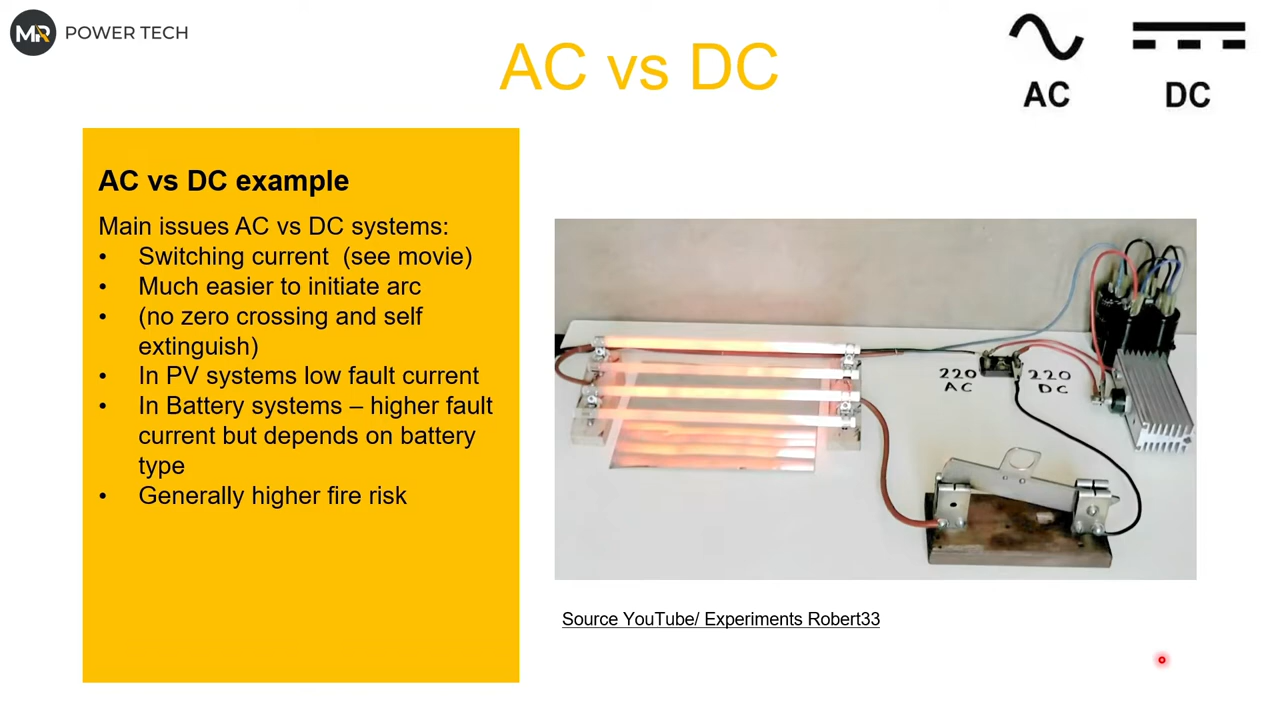 MR POWER TECH
AC vs DC
AC DC
AC vs DC example
Main issues AC vs DC systems:
• Switching current  (see movie)
• Much easier to initiate arc
• (no zero crossing and self
extinguish)
• In PV systems low fault current
• In Battery systems – higher fault
current but depends on battery
type
• Generally higher fire risk
220 220
AC DC
Source YouTube/ Experiments Robert33